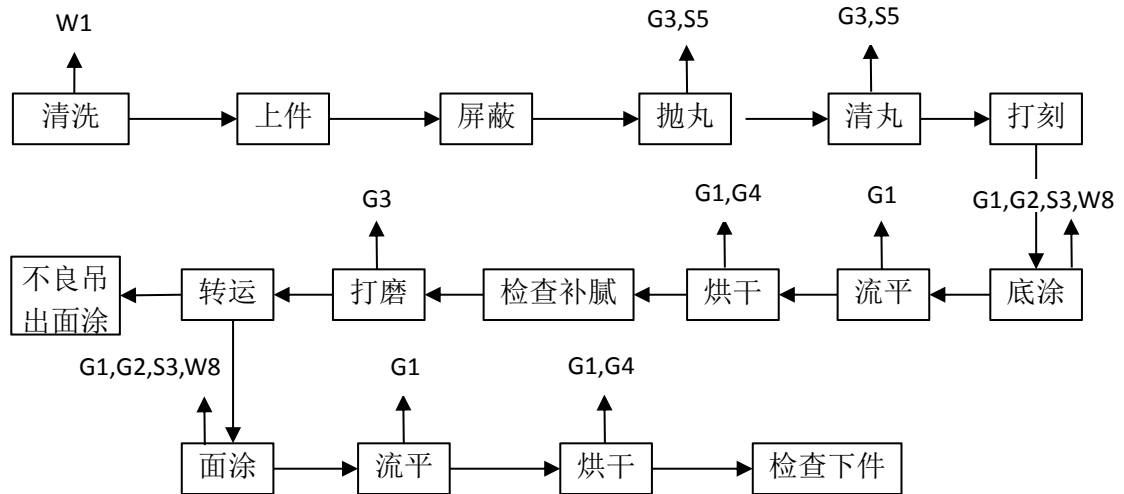 W1
G3,S5
G3,S5
清洗
上件
屏蔽
抛丸
清丸
打刻
G3
G1,G4
G1
G1,G2,S3,W8
不良吊
出面涂
转运
打磨
检查补腻
烘干
流平
底涂
G1,G2,S3,W8
G1
G1,G4
面涂
流平
烘干
检查下件